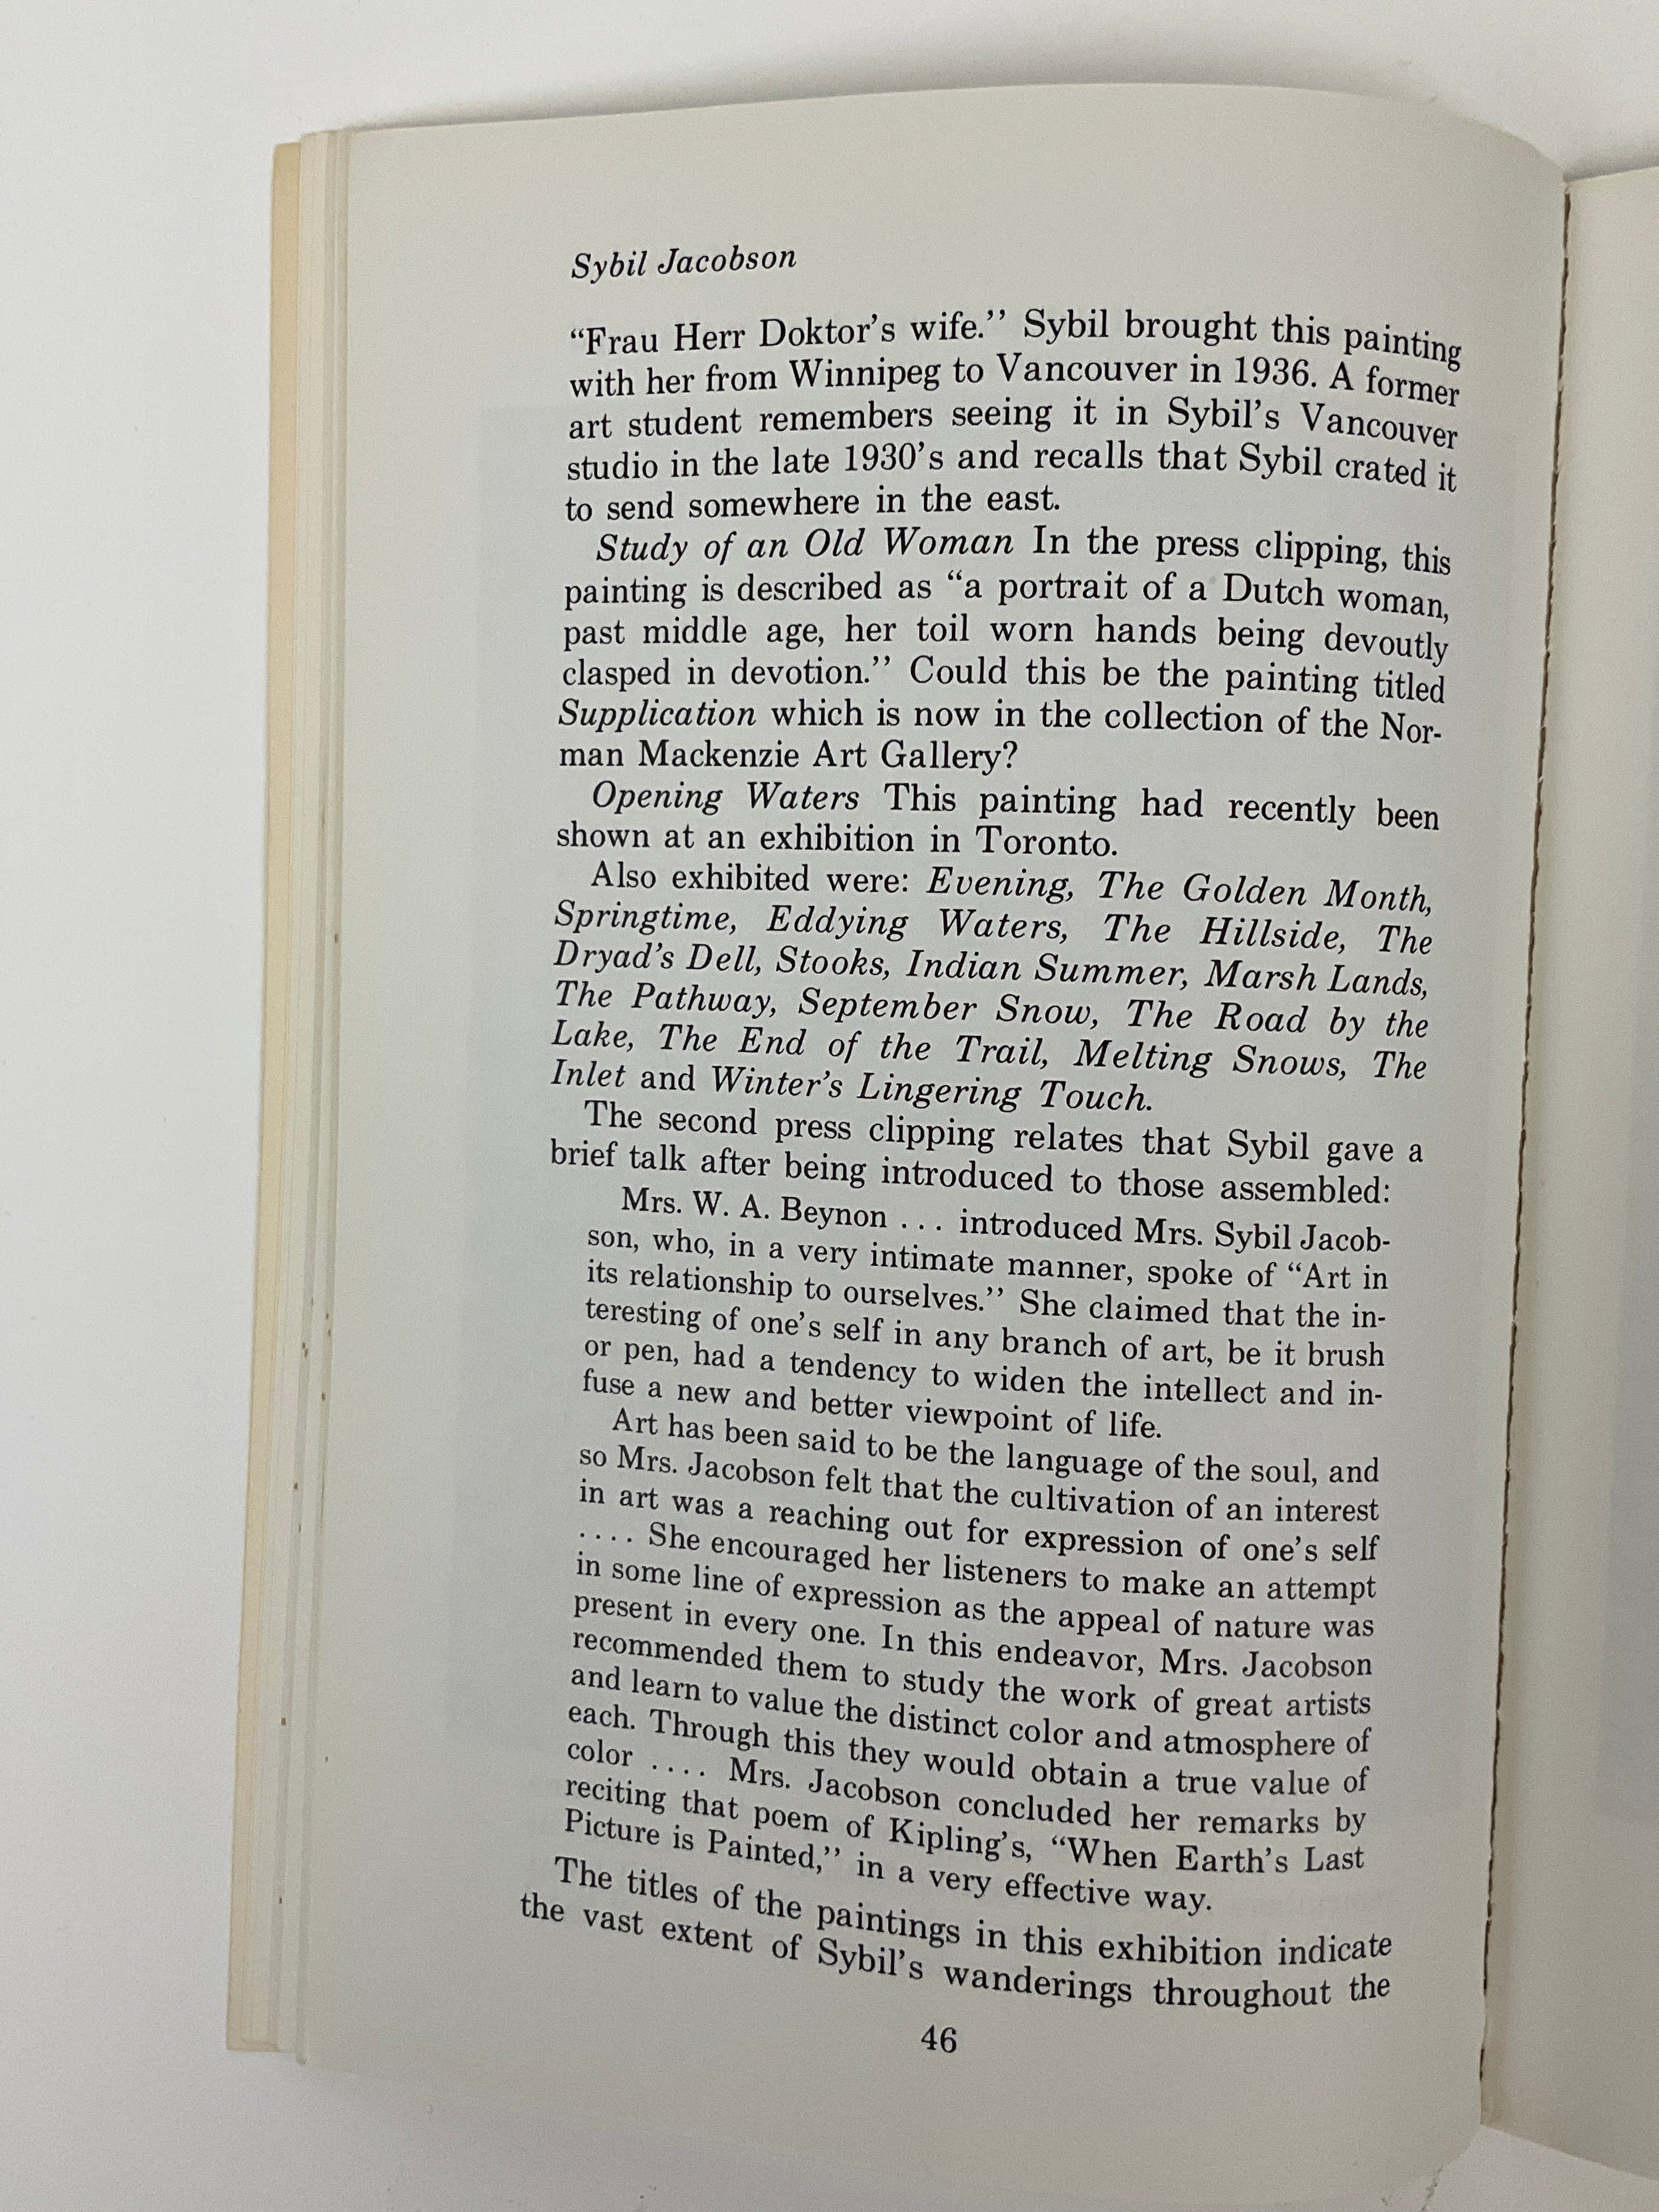 Sybil Jacobson
“Frau Herr Doktor’s wife.’’ Sybil brought this painting
with her from Winnipeg to Vancouver in 1936. A former
art student remembers seeing it in Sybil’s Vancouver
studio in the late 1930’s and recalls that Sybil crated it
to send somewhere in the east.
Study of an Old Woman In the press clipping, this
painting is described as “a portrait of a Dutch woman,
past middle age, her toil worn hands being devoutly
clasped in devotion.’’ Could this be the painting titled
Supplication which is now in the collection of the Nor-
man Mackenzie Art Gallery?
Opening Waters This painting had recently been
shown at an exhibition in Toronto.
Also exhibited were: Evening, The Golden Month,
Springtime, Eddying Waters, The Hillside, The
Dryad’s Dell, Stooks, Indian Summer, Marsh Lands,
The Pathway, September Snow, The Road by the
Lake, The End of the Trail, Melting Snows, The
Inlet and Winter’s Lingering Touch.
The second press clipping relates that Sybil gave a
brief talk after being introduced to those assembled:
Mrs. W. A. Beynon ... introduced Mrs. Sybil Jacob-
son, who, in a very intimate manner, spoke of “Art in
its relationship to ourselves.’’ She claimed that the in-
teresting of one’s self in any branch of art, be it brush
or pen, had a tendency to widen the intellect and in-
fuse a new and better viewpoint of life.
Art has been said to be the language of the soul, and
so Mrs. Jacobson felt that the cultivation of an interest
in art was a reaching out for expression of one’s self
.... She encouraged her listeners to make an attempt
in some line of expression as the appeal of nature was
present in every one. In this endeavor, Mrs. Jacobson
recommended them to study the work of great artists
and learn to value the distinct color and atmosphere of
each. Through this they would obtain a true value of
color .... Mrs. Jacobson concluded her remarks by
reciting that poem of Kipling’s, “When Earth’s Last
Picture is Painted,’’ in a very effective way.
The titles of the paintings in this exhibition indicate
the vast extent of Sybil’s wanderings throughout the
46